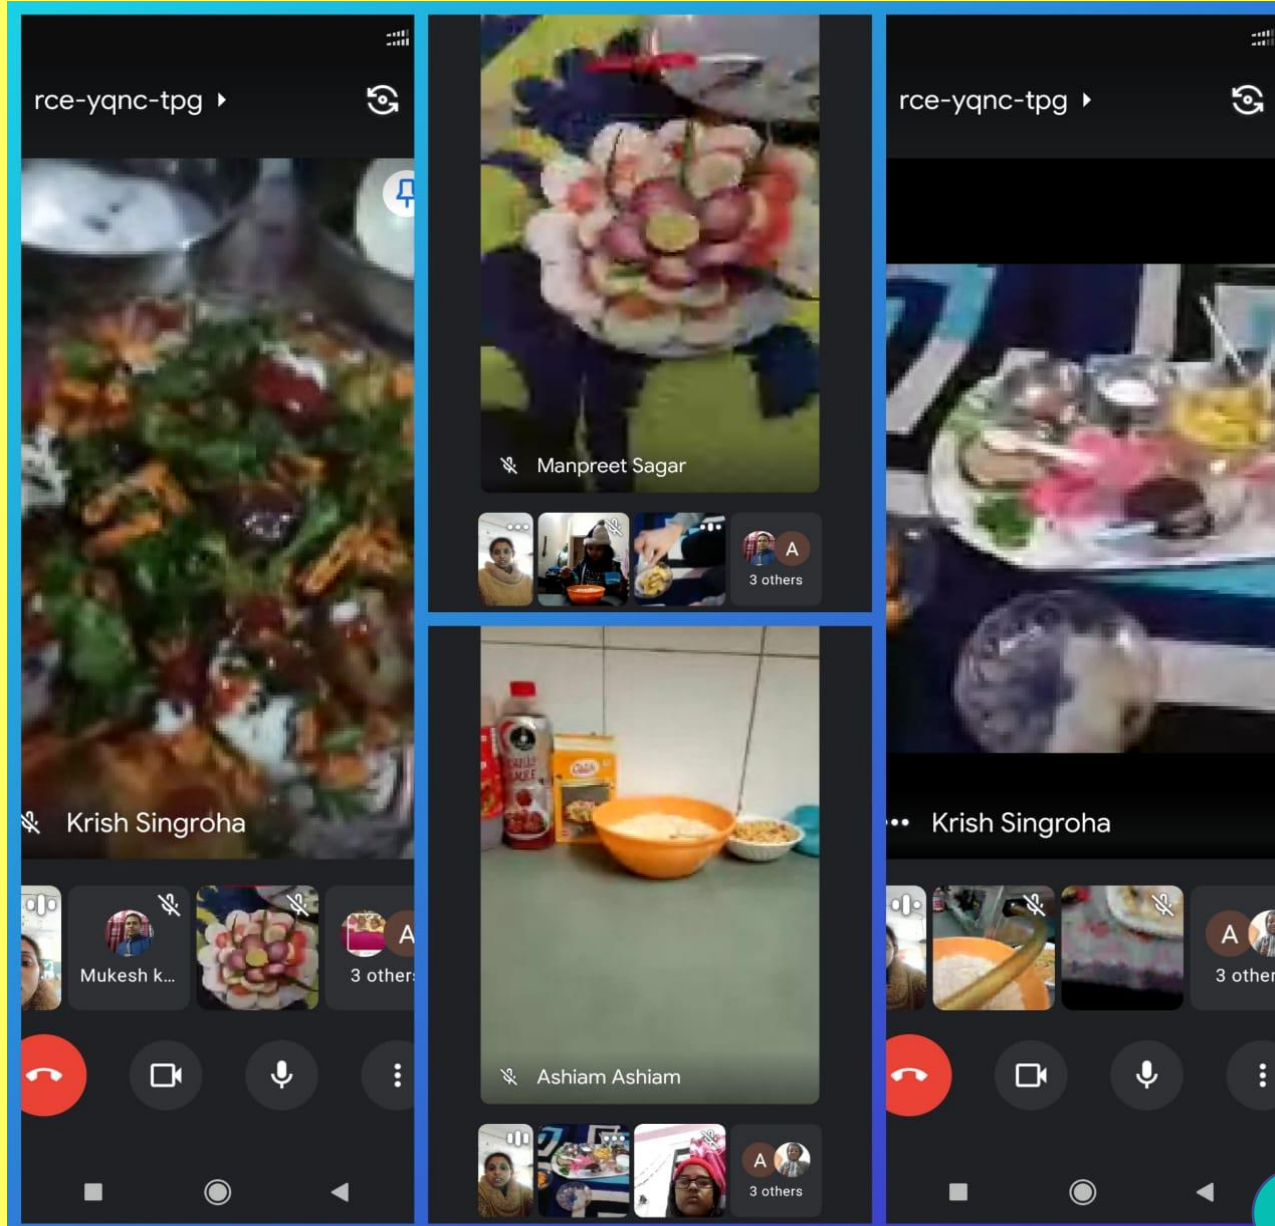 rce-yqnc-tpg
Krish Singroha
Mukesh k...
A
3 other
Manpreet Sagar
A
3 others
Ashiam Ashiam
A
3 others
rce-yqnc-tpg
Krish Singroha
A
3 other